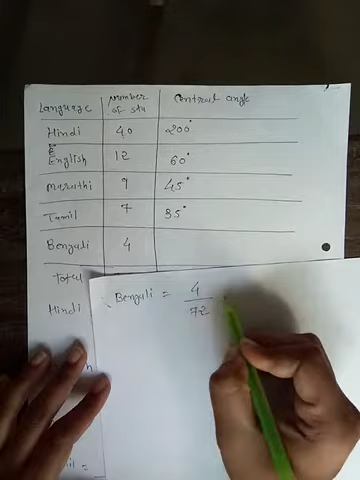 Language Number of stu Central angle
Hindi 40 200°
English 12 60°
Marathi 9 45°
Tamil 7 35°
Bengali 4
Total
Hindi
∴ Bengali = 4/72